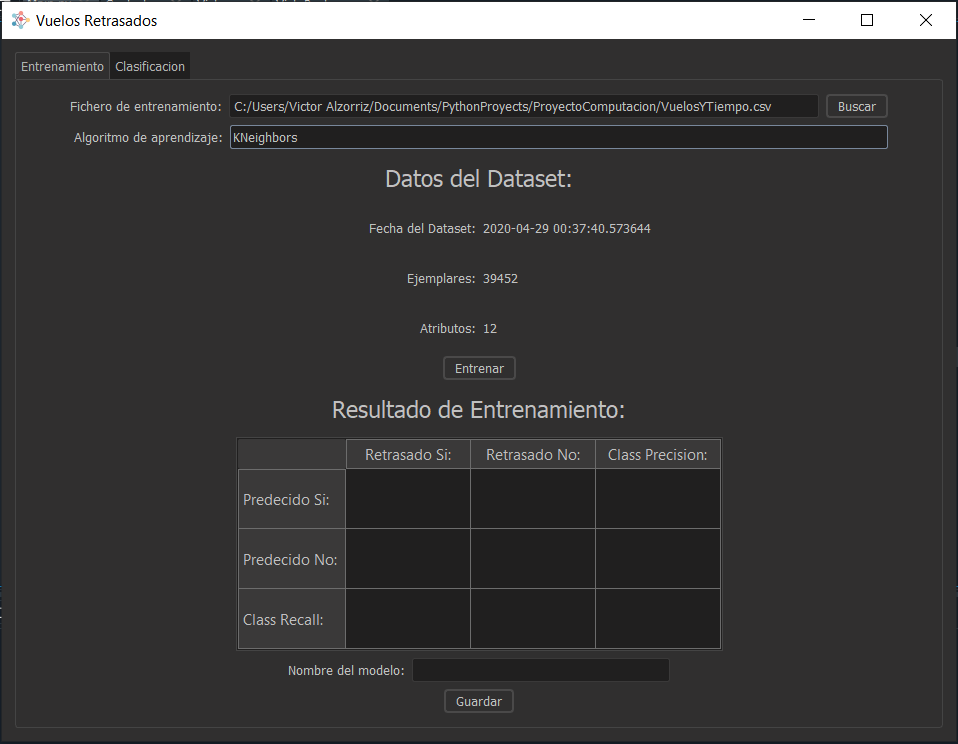 Vuelos Retrasados
Entrenamiento Clasificacion
Fichero de entrenamiento: C:/Users/Victor Alzorriz/Documents/PythonProyects/ProyectoComputacion/VuelosYTiempo.csv Buscar
Algoritmo de aprendizaje: KNeighbors
Datos del Dataset:
Fecha del Dataset: 2020-04-29 00:37:40.573644
Ejemplares: 39452
Atributos: 12
Entrenar
Resultado de Entrenamiento:
Retrasado Si: Retrasado No: Class Precision:
Predecido Si:
Predecido No:
Class Recall:
Nombre del modelo:
Guardar